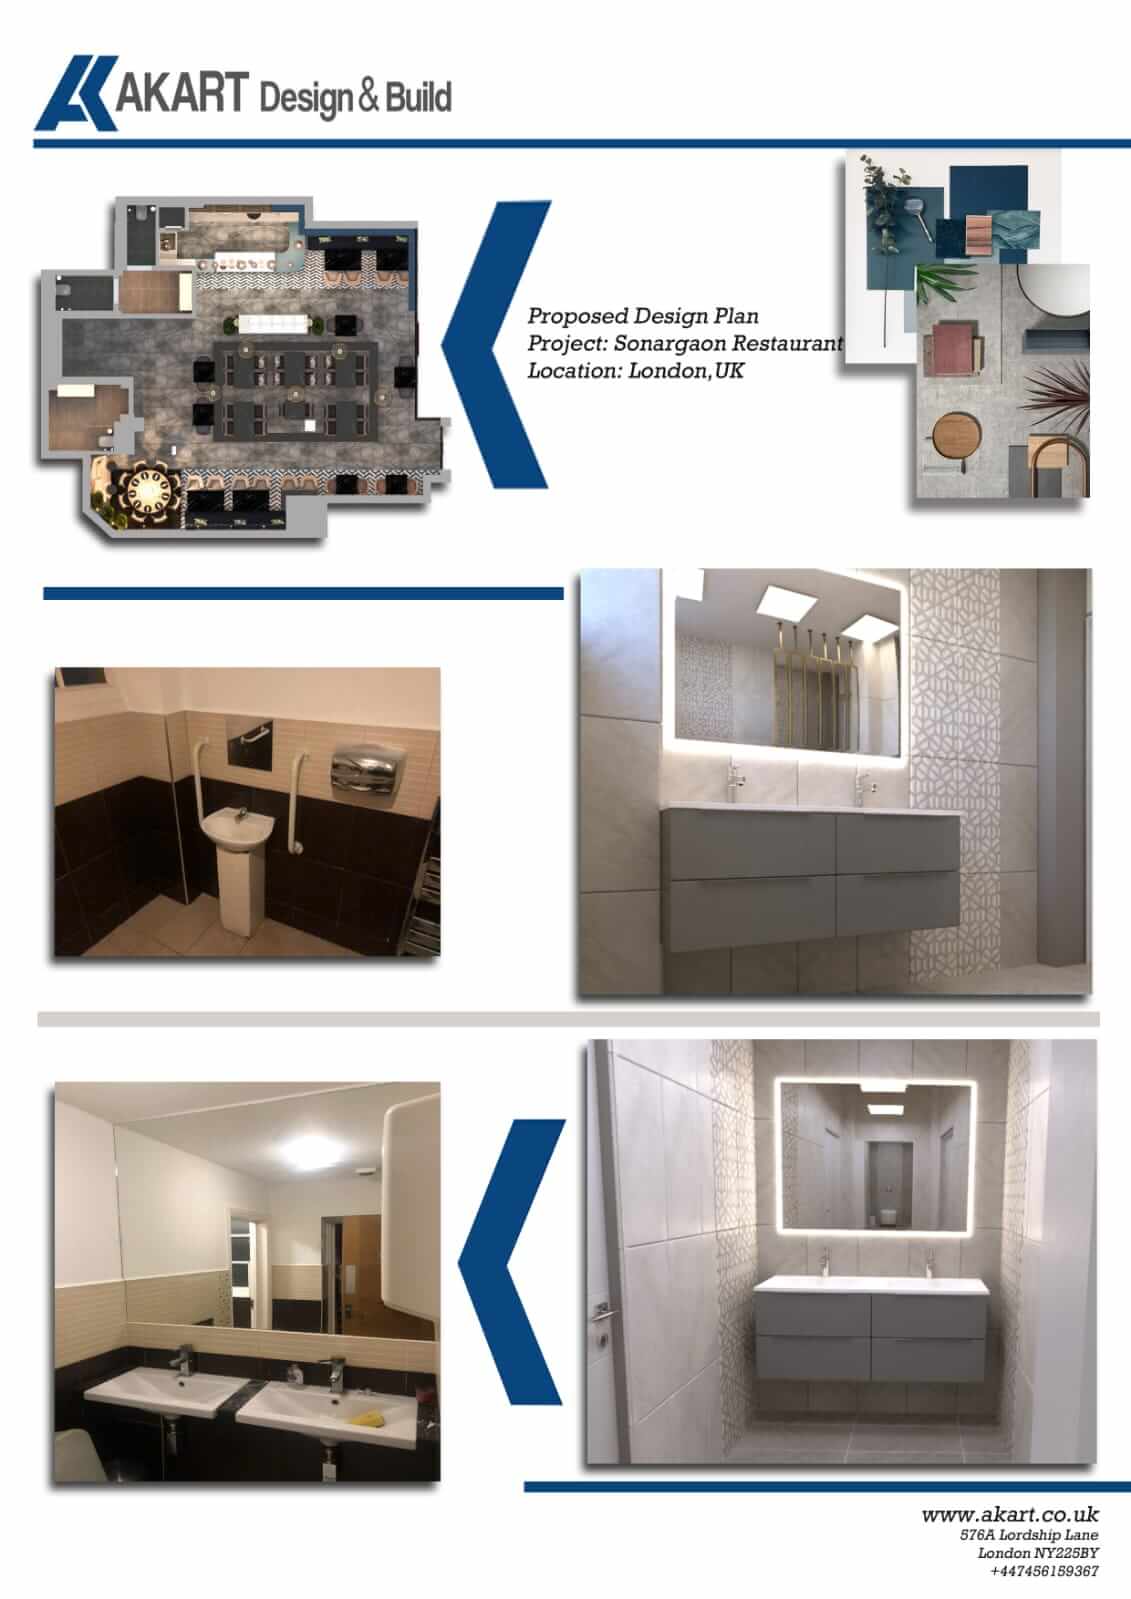 AKART Design & Build
Proposed Design Plan
Project: Sonargaon Restaurant
Location: London,UK
www.akart.co.uk
576A Lordship Lane
London NY225BY
+447456159367